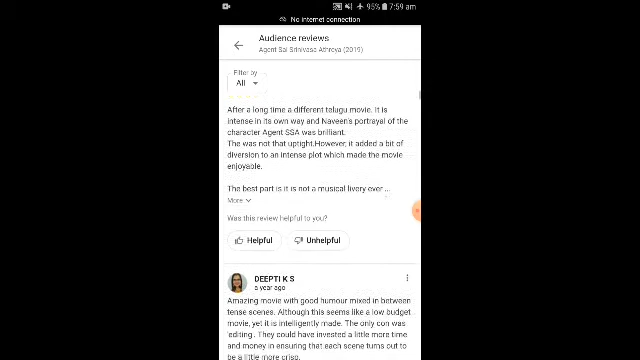 95% 7:59 am
No internet connection
Audience reviews
Agent Sai Srinivasa Athreya (2019)
Filter by
All
After a long time a different telugu movie. It is
intense in its own way and Naveen's portrayal of the
character Agent SSA was brilliant.
The was not that uptight.However, it added a bit of
diversion to an intense plot which made the movie
enjoyable.
The best part is it is not a musical livery ever ...
More
Was this review helpful to you?
Helpful Unhelpful
DEEPTI K S
a year ago
Amazing movie with good humour mixed in between
tense scenes. Although this seems like a low budget
movie, yet it is intelligently made. The only con was
'editing'. They could have invested a little more time
and money in ensuring that each scene turns out to
be a little more crisp.